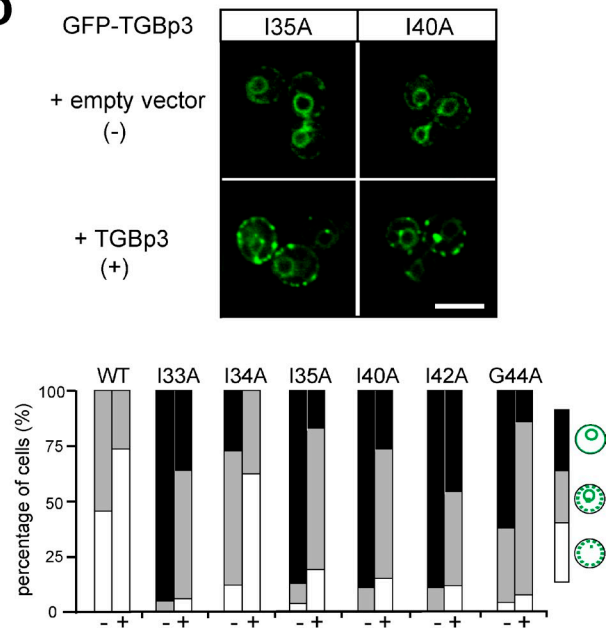 GFP-TGBp3 I35A I40A
+ empty vector
(-)
+ TGBp3
(+)
WT I33A I34A I35A I40A I42A G44A
percentage of cells (%)
100
75
50
25
0
- + - + - + - + - + - + - +